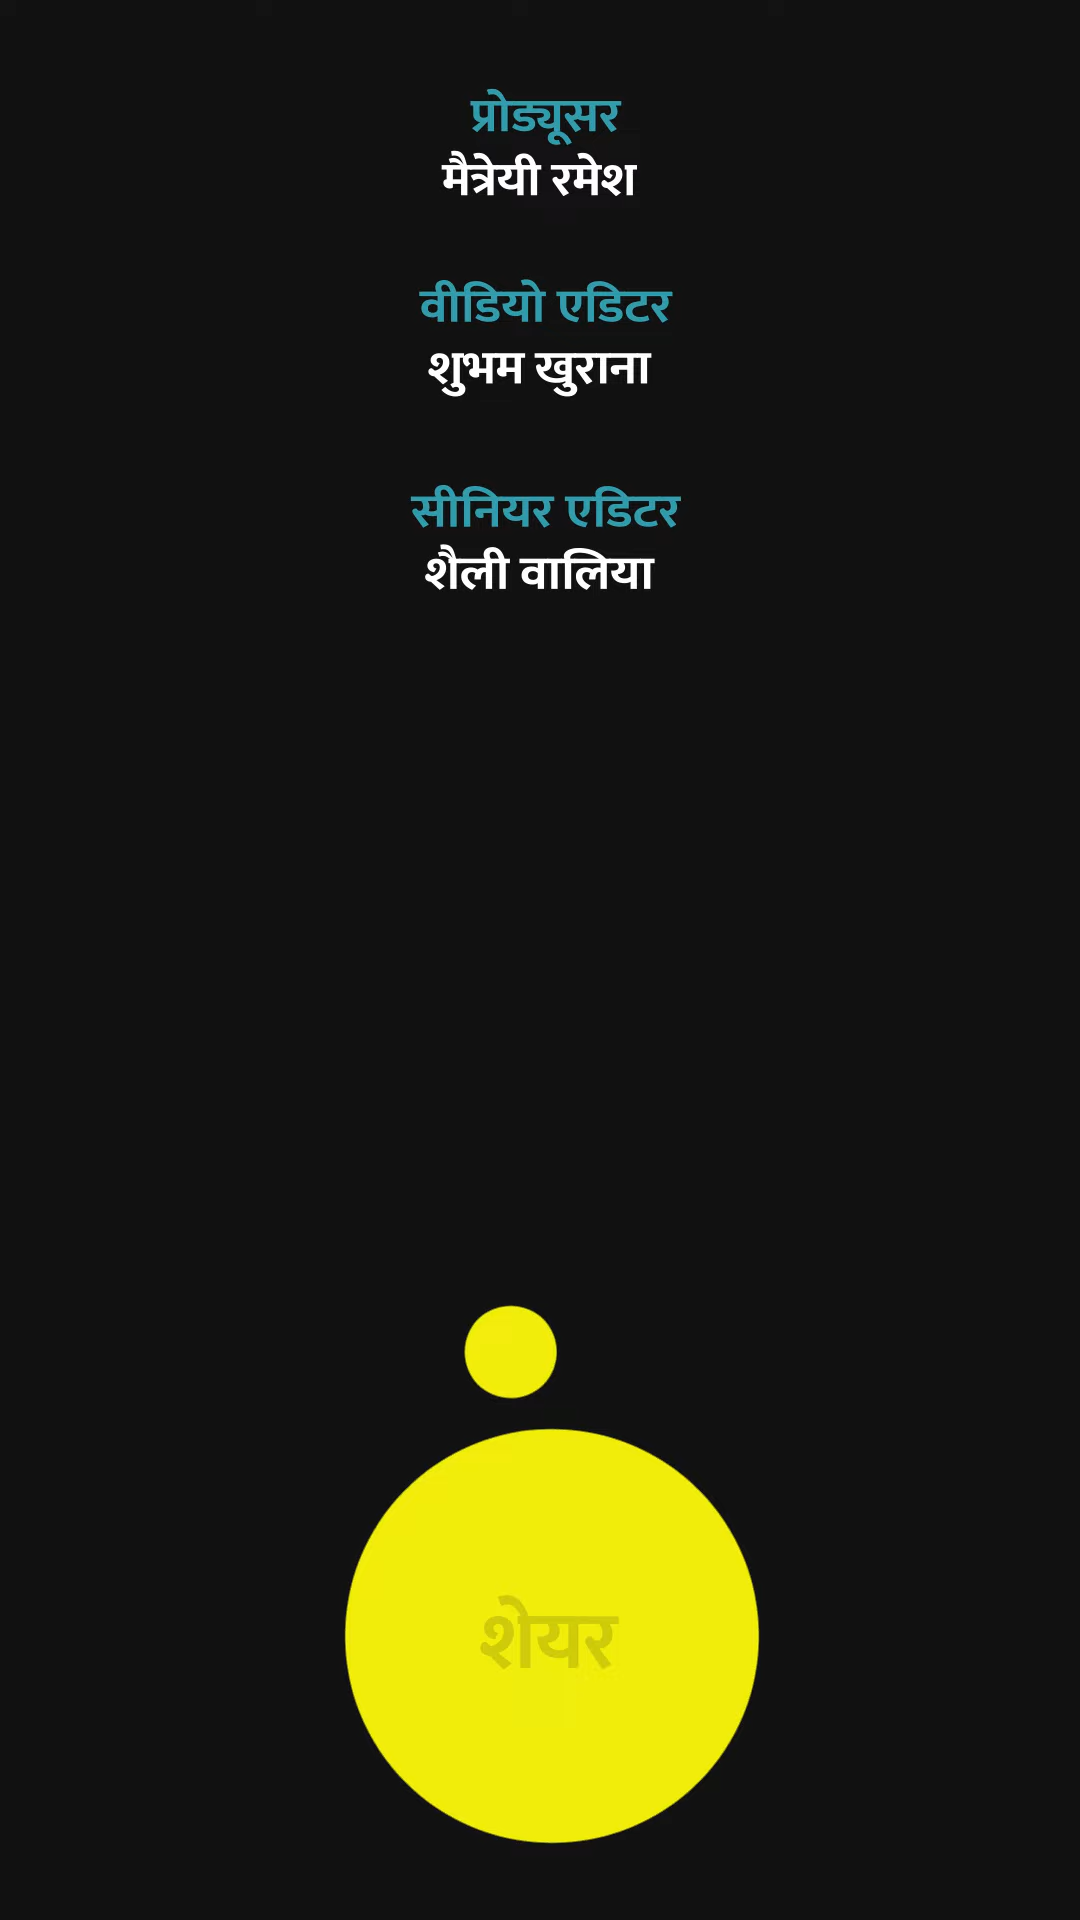 प्रोड्यूसर
मैत्रेयी रमेश
वीडियो एडिटर
शुभम खुराना
सीनियर एडिटर
शैली वालिया
शेयर